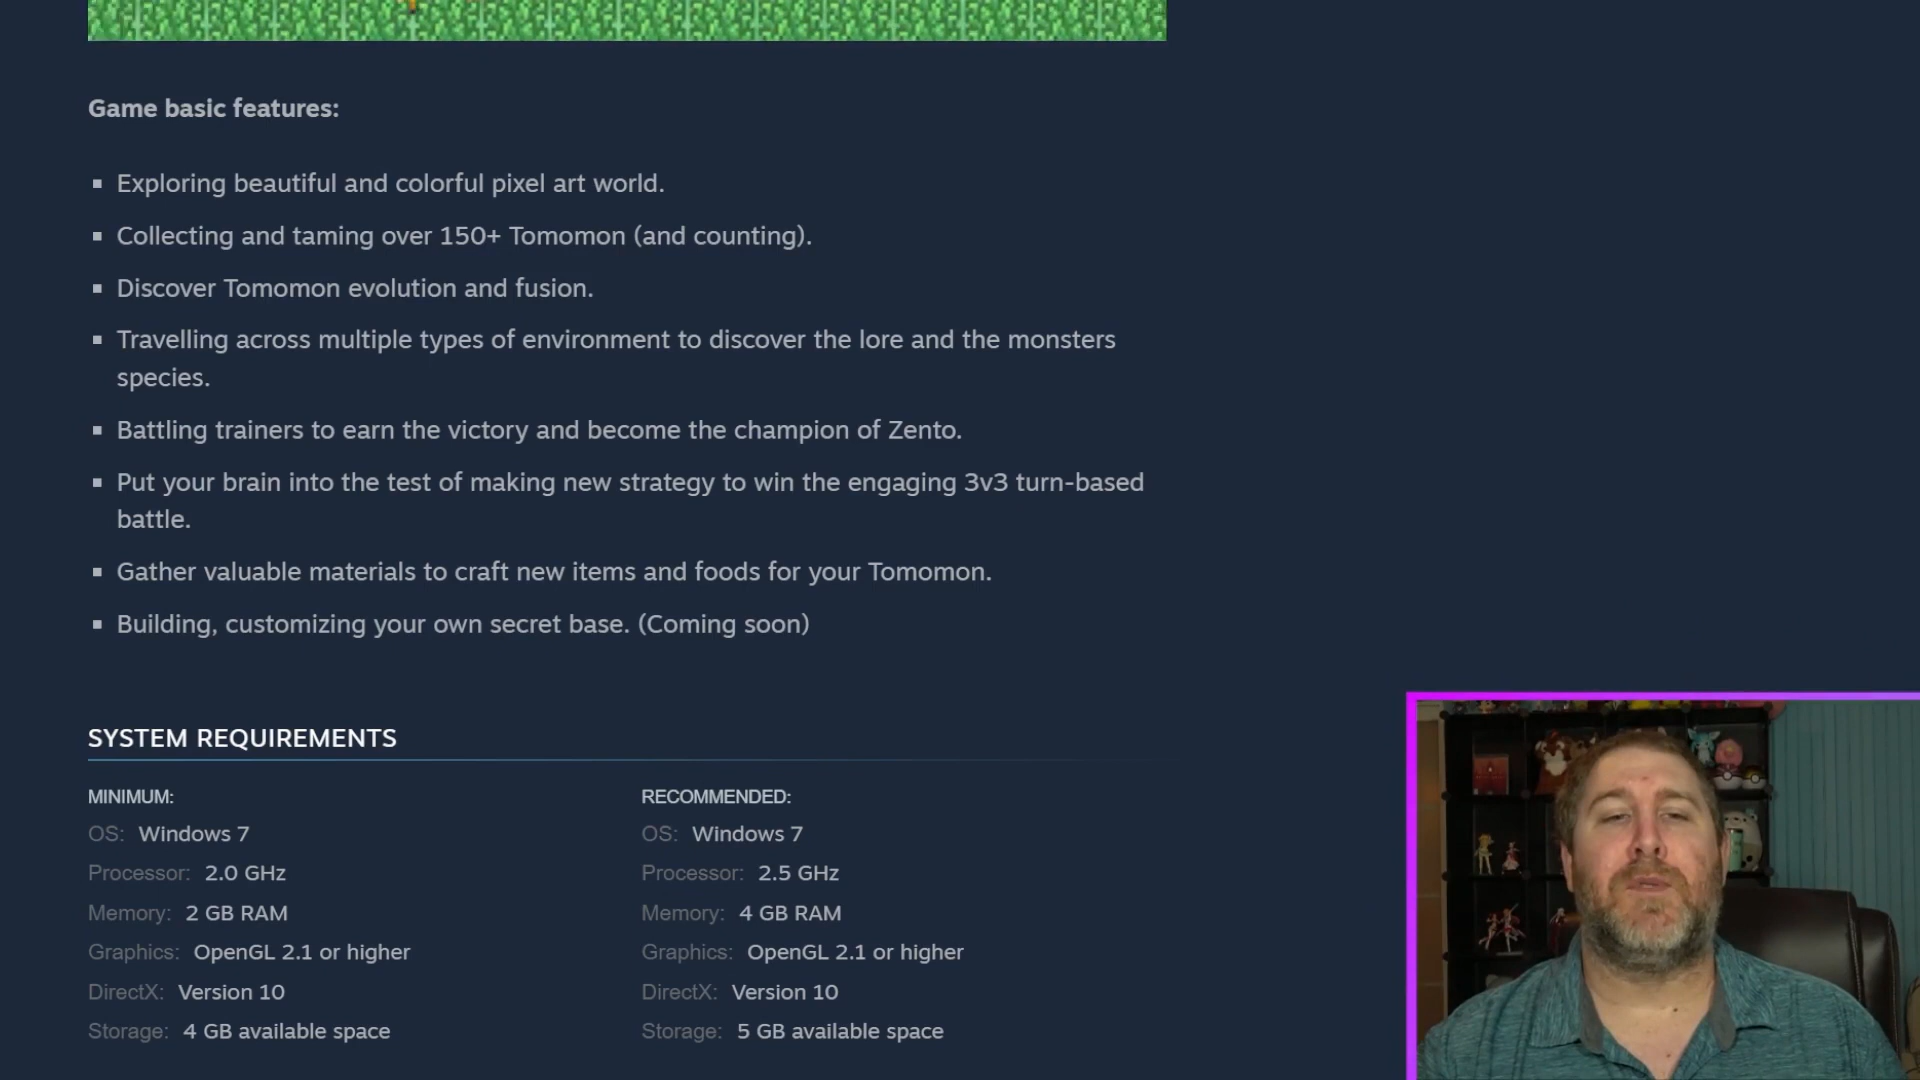 Game basic features:
Exploring beautiful and colorful pixel art world.
Collecting and taming over 150+ Tomomon (and counting).
Discover Tomomon evolution and fusion.
Travelling across multiple types of environment to discover the lore and the monsters
species.
Battling trainers to earn the victory and become the champion of Zento.
Put your brain into the test of making new strategy to win the engaging 3v3 turn-based
battle.
Gather valuable materials to craft new items and foods for your Tomomon.
Building, customizing your own secret base. (Coming soon)
SYSTEM REQUIREMENTS
MINIMUM:
OS: Windows 7
Processor: 2.0 GHz
Memory: 2 GB RAM
Graphics: OpenGL 2.1 or higher
DirectX: Version 10
Storage: 4 GB available space
RECOMMENDED:
OS: Windows 7
Processor: 2.5 GHz
Memory: 4 GB RAM
Graphics: OpenGL 2.1 or higher
DirectX: Version 10
Storage: 5 GB available space